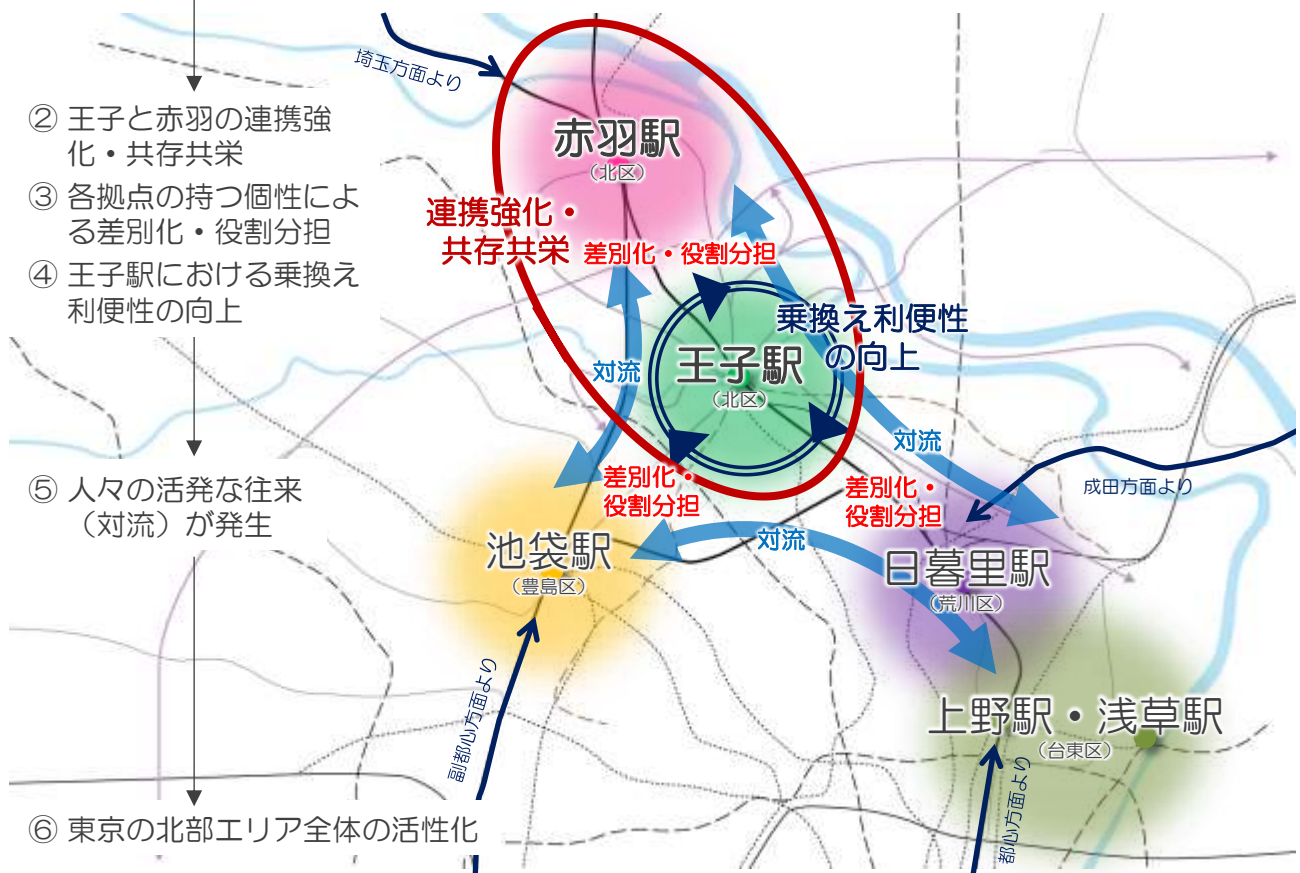 ② 王子と赤羽の連携強
化・共存共栄
③ 各拠点の持つ個性によ
る差別化・役割分担
④ 王子駅における乗換え
利便性の向上
⑤ 人々の活発な往来
（対流）が発生
⑥ 東京の北部エリア全体の活性化
埼玉方面より
赤羽駅
（北区）
連携強化・
共存共栄
差別化・役割分担
乗換え利便性
の向上
王子駅
（北区）
対流
対流
差別化・
役割分担
差別化・
役割分担
成田方面より
対流
池袋駅
（豊島区）
日暮里駅
（荒川区）
副都心方面より
上野駅・浅草駅
（台東区）
都心方面より